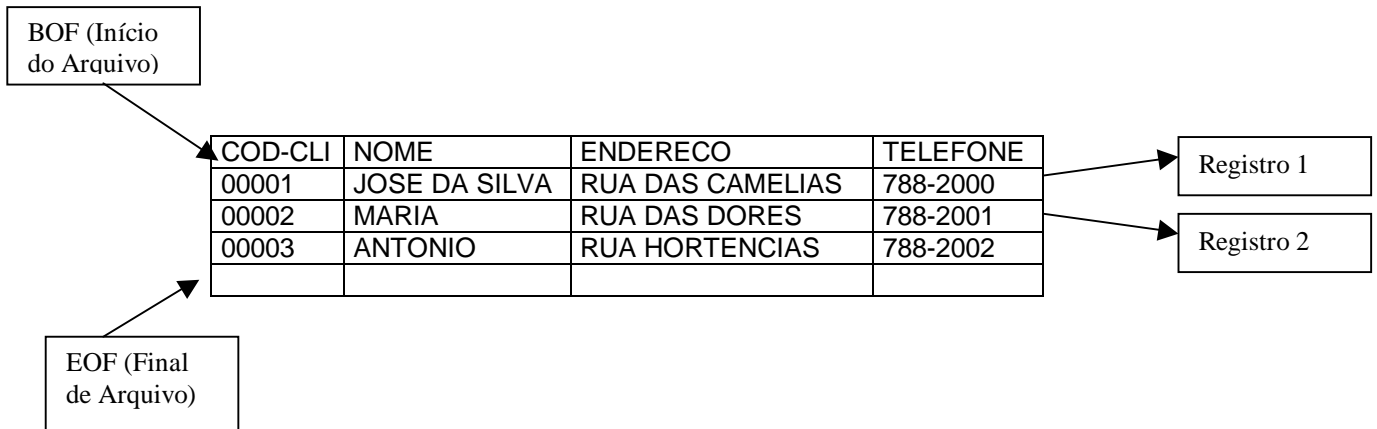 BOF (Início
do Arquivo)
COD-CLI NOME ENDERECO TELEFONE
00001 JOSE DA SILVA RUA DAS CAMELIAS 788-2000
00002 MARIA RUA DAS DORES 788-2001
00003 ANTONIO RUA HORTENCIAS 788-2002
Registro 1
Registro 2
EOF (Final
de Arquivo)